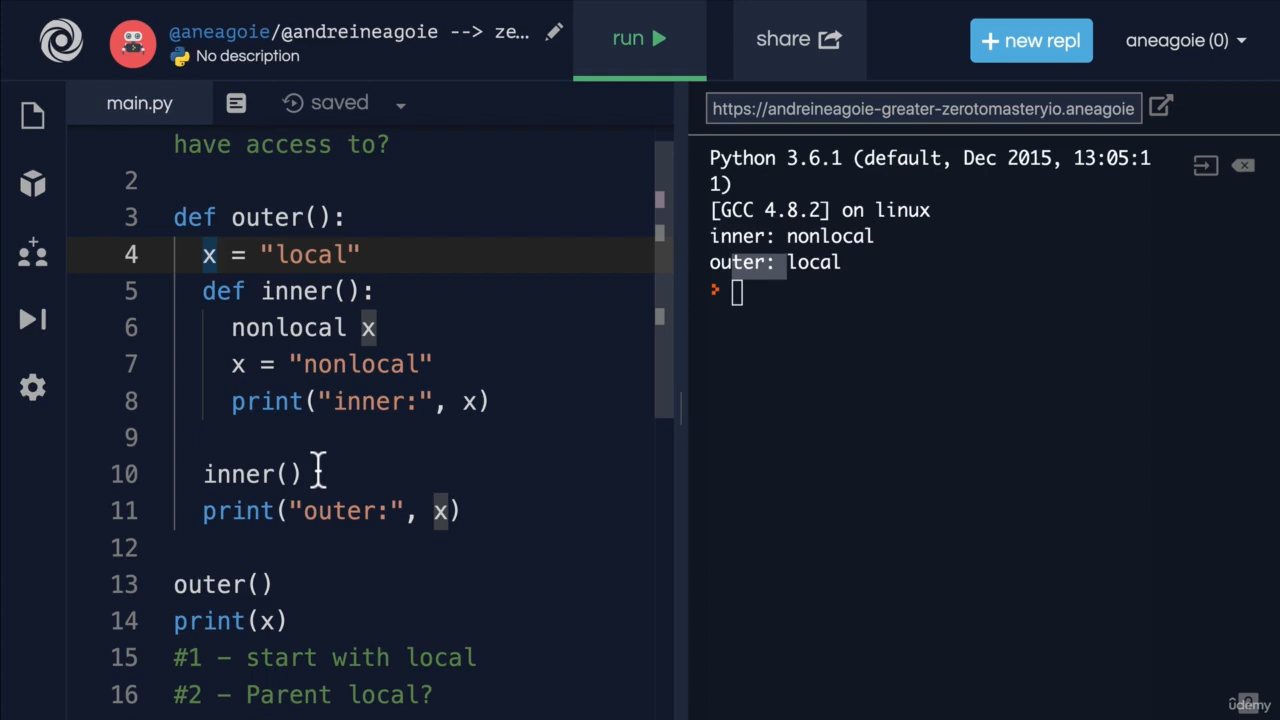 @aneagoie/@andreineagoie --> ze...
No description
run
share
+ new repl
aneagoie (0)
main.py
saved
https://andreineagoie-greater-zerotomasteryio.aneagoie
have access to?
2
3 def outer():
4 x = "local"
5 def inner():
6 nonlocal x
7 x = "nonlocal"
8 print("inner:", x)
9
10 inner()
11 print("outer:", x)
12
13 outer()
14 print(x)
15 #1 - start with local
16 #2 - Parent local?
Python 3.6.1 (default, Dec 2015, 13:05:1
1)
[GCC 4.8.2] on linux
inner: nonlocal
outer: local
ûdemy